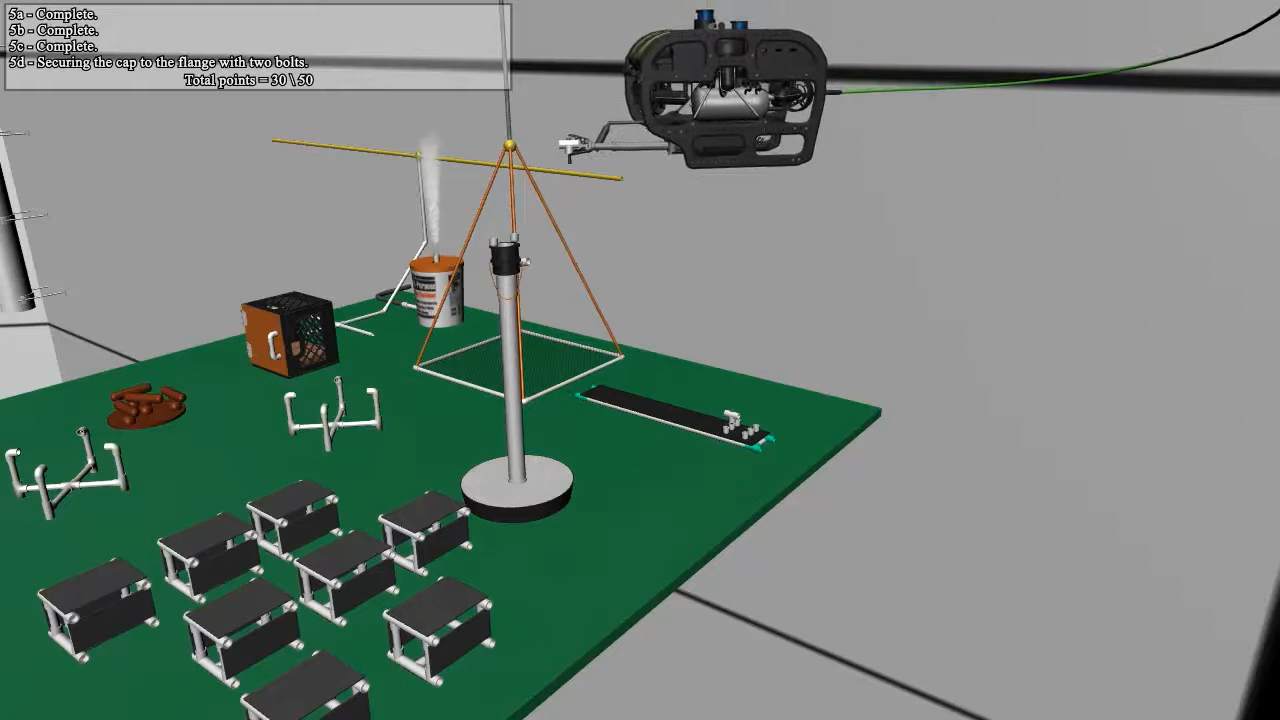 5a - Complete.
5b - Complete.
5c - Complete.
5d - Securing the cap to the flange with two bolts.
Total points = 30 \ 50